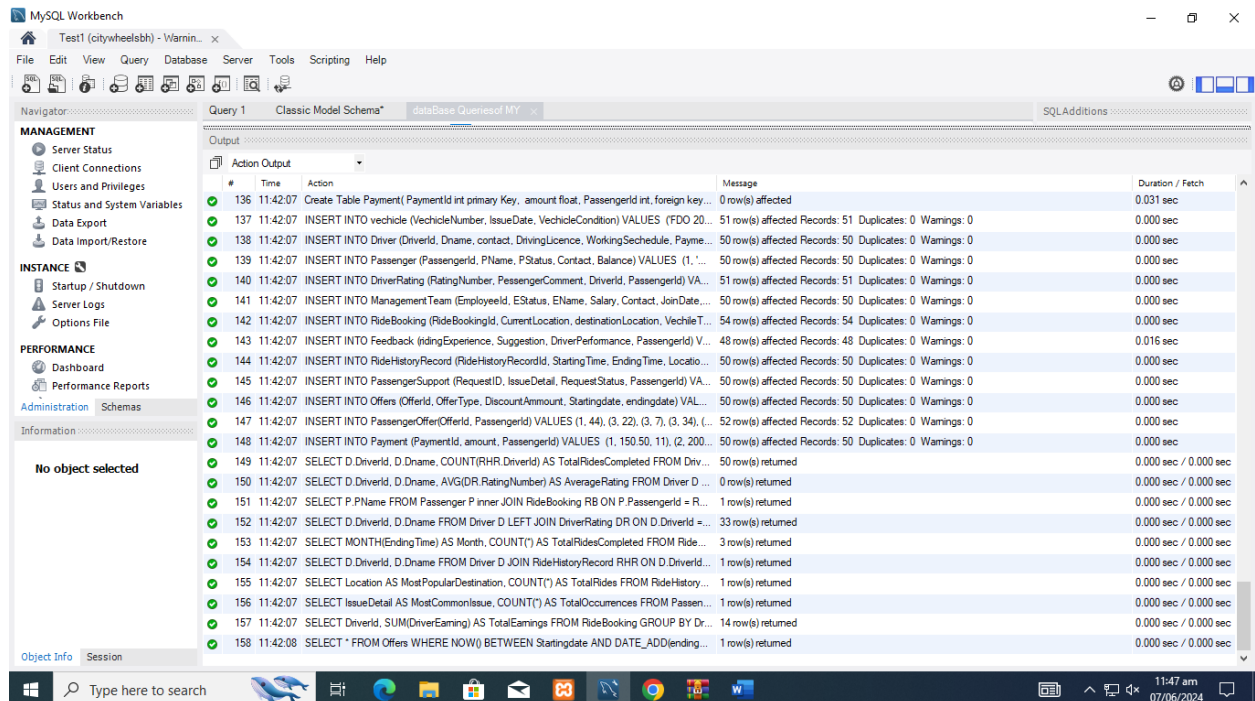 MySQL Workbench
Test1 (citywheelsbh) - Warnin...
File Edit View Query Database Server Tools Scripting Help
Navigator
MANAGEMENT
Server Status
Client Connections
Users and Privileges
Status and System Variables
Data Export
Data Import/Restore
INSTANCE
Startup / Shutdown
Server Logs
Options File
PERFORMANCE
Dashboard
Performance Reports
Administration Schemas
Information
No object selected
Object Info Session
Query 1 Classic Model Schema* dataBase Queriesof MY
SQLAdditions
Output
Action Output
# Time Action Message Duration / Fetch
136 11:42:07 Create Table Payment( PaymentId int primary Key, amount float, PassengerId int, foreign key... 0 row(s) affected 0.031 sec
137 11:42:07 INSERT INTO vechicle (VechicleNumber, IssueDate, VechicleCondition) VALUES ('FDO 20... 51 row(s) affected Records: 51 Duplicates: 0 Warnings: 0 0.000 sec
138 11:42:07 INSERT INTO Driver (DriverId, Dname, contact, DrivingLicence, WorkingSechedule, Payme... 50 row(s) affected Records: 50 Duplicates: 0 Warnings: 0 0.000 sec
139 11:42:07 INSERT INTO Passenger (PassengerId, PName, PStatus, Contact, Balance) VALUES (1, '... 50 row(s) affected Records: 50 Duplicates: 0 Warnings: 0 0.000 sec
140 11:42:07 INSERT INTO DriverRating (RatingNumber, PessengerComment, DriverId, PassengerId) VA... 51 row(s) affected Records: 51 Duplicates: 0 Warnings: 0 0.000 sec
141 11:42:07 INSERT INTO ManagementTeam (EmployeeId, EStatus, EName, Salary, Contact, JoinDate,... 50 row(s) affected Records: 50 Duplicates: 0 Warnings: 0 0.000 sec
142 11:42:07 INSERT INTO RideBooking (RideBookingId, CurrentLocation, destinationLocation, VechileT... 54 row(s) affected Records: 54 Duplicates: 0 Warnings: 0 0.000 sec
143 11:42:07 INSERT INTO Feedback (ridingExperience, Suggestion, DriverPerformance, PassengerId) V... 48 row(s) affected Records: 48 Duplicates: 0 Warnings: 0 0.016 sec
144 11:42:07 INSERT INTO RideHistoryRecord (RideHistoryRecordId, StartingTime, EndingTime, Locatio... 50 row(s) affected Records: 50 Duplicates: 0 Warnings: 0 0.000 sec
145 11:42:07 INSERT INTO PassengerSupport (RequestID, IssueDetail, RequestStatus, PassengerId) VA... 50 row(s) affected Records: 50 Duplicates: 0 Warnings: 0 0.000 sec
146 11:42:07 INSERT INTO Offers (OfferId, OfferType, DiscountAmmount, Startingdate, endingdate) VAL... 50 row(s) affected Records: 50 Duplicates: 0 Warnings: 0 0.000 sec
147 11:42:07 INSERT INTO PassengerOffer(OfferId, PassengerId) VALUES (1, 44), (3, 22), (3, 7), (3, 34), (... 52 row(s) affected Records: 52 Duplicates: 0 Warnings: 0 0.000 sec
148 11:42:07 INSERT INTO Payment (PaymentId, amount, PassengerId) VALUES (1, 150.50, 11), (2, 200... 50 row(s) affected Records: 50 Duplicates: 0 Warnings: 0 0.000 sec
149 11:42:07 SELECT D.DriverId, D.Dname, COUNT(RHR.DriverId) AS TotalRidesCompleted FROM Driv... 50 row(s) returned 0.000 sec / 0.000 sec
150 11:42:07 SELECT D.DriverId, D.Dname, AVG(DR.RatingNumber) AS AverageRating FROM Driver D ... 0 row(s) returned 0.000 sec / 0.000 sec
151 11:42:07 SELECT P.PName FROM Passenger P inner JOIN RideBooking RB ON P.PassengerId = R... 1 row(s) returned 0.000 sec / 0.000 sec
152 11:42:07 SELECT D.DriverId, D.Dname FROM Driver D LEFT JOIN DriverRating DR ON D.DriverId =... 33 row(s) returned 0.000 sec / 0.000 sec
153 11:42:07 SELECT MONTH(EndingTime) AS Month, COUNT(*) AS TotalRidesCompleted FROM Ride... 3 row(s) returned 0.000 sec / 0.000 sec
154 11:42:07 SELECT D.DriverId, D.Dname FROM Driver D JOIN RideHistoryRecord RHR ON D.DriverId... 1 row(s) returned 0.000 sec / 0.000 sec
155 11:42:07 SELECT Location AS MostPopularDestination, COUNT(*) AS TotalRides FROM RideHistory... 1 row(s) returned 0.000 sec / 0.000 sec
156 11:42:07 SELECT IssueDetail AS MostCommonIssue, COUNT(*) AS TotalOccurrences FROM Passen... 1 row(s) returned 0.000 sec / 0.000 sec
157 11:42:07 SELECT DriverId, SUM(DriverEarning) AS TotalEarnings FROM RideBooking GROUP BY Dr... 14 row(s) returned 0.000 sec / 0.000 sec
158 11:42:08 SELECT * FROM Offers WHERE NOW() BETWEEN Startingdate AND DATE_ADD(ending... 1 row(s) returned 0.000 sec / 0.000 sec
Type here to search
11:47 am
07/06/2024